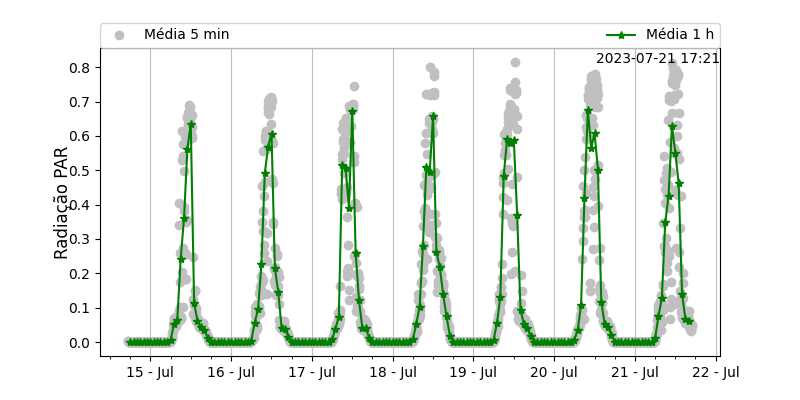 Média 5 min
Média 1 h
2023-07-21 17:21
Radiação PAR
0.8
0.7
0.6
0.5
0.4
0.3
0.2
0.1
0.0
15 - Jul
16 - Jul
17 - Jul
18 - Jul
19 - Jul
20 - Jul
21 - Jul
22 - Jul